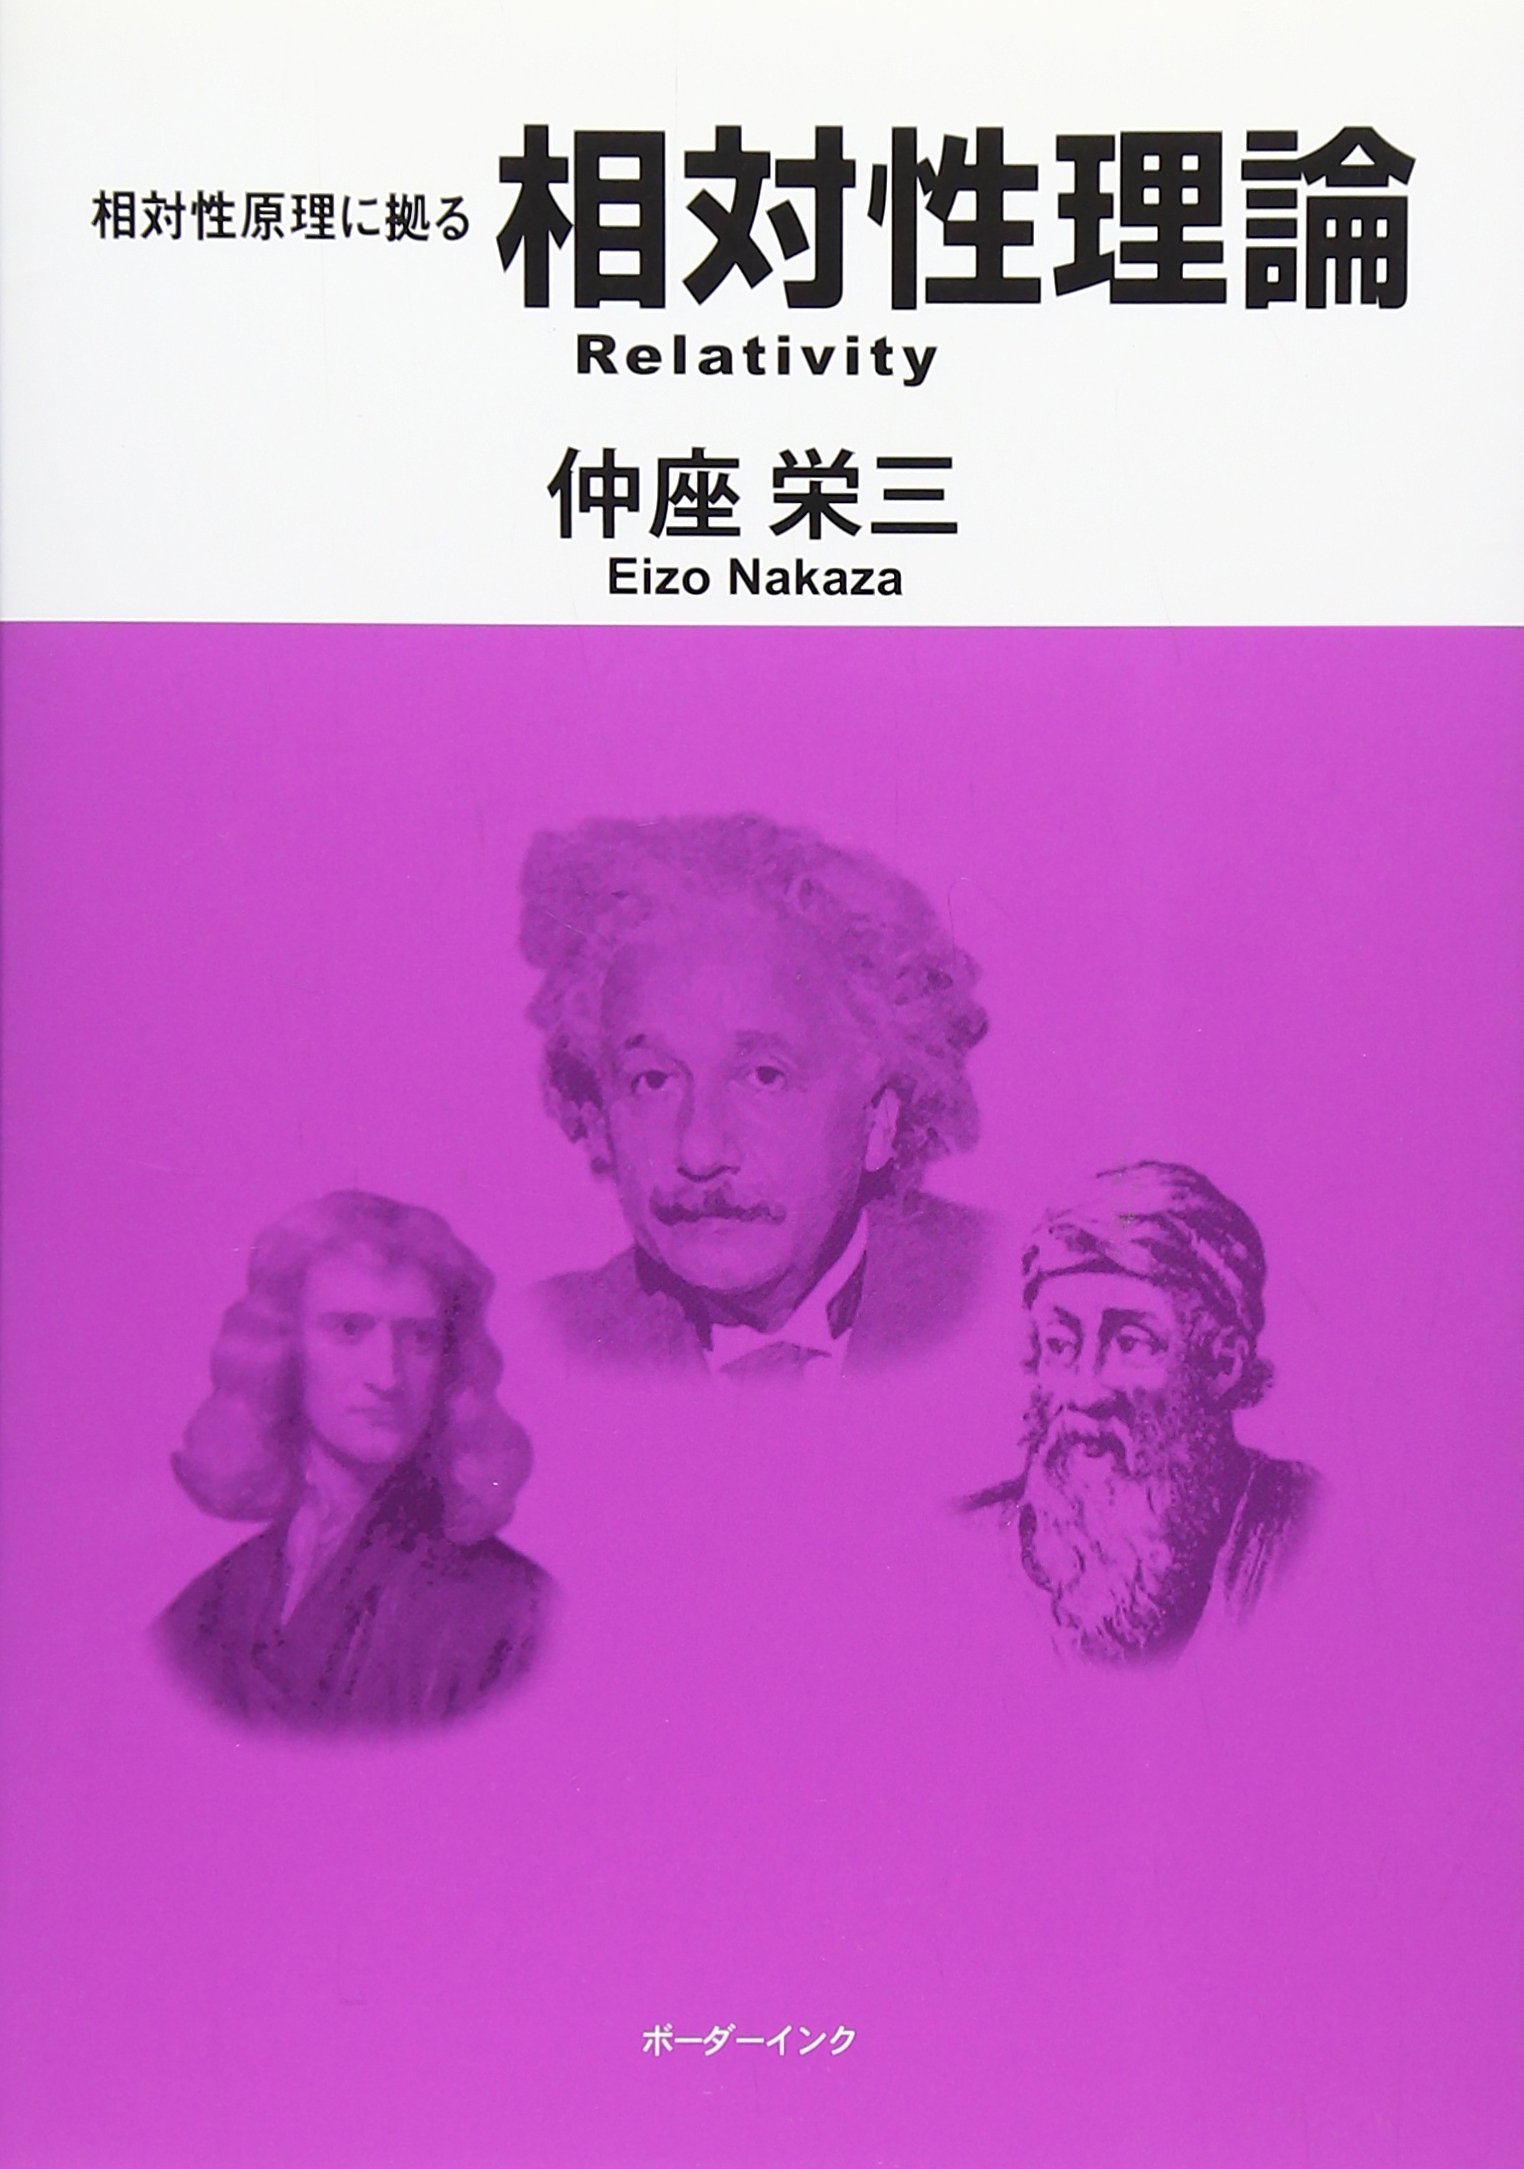 相対性原理に拠る 相対性理論
Relativity
仲座 栄三
Eizo Nakaza
ボーダーインク